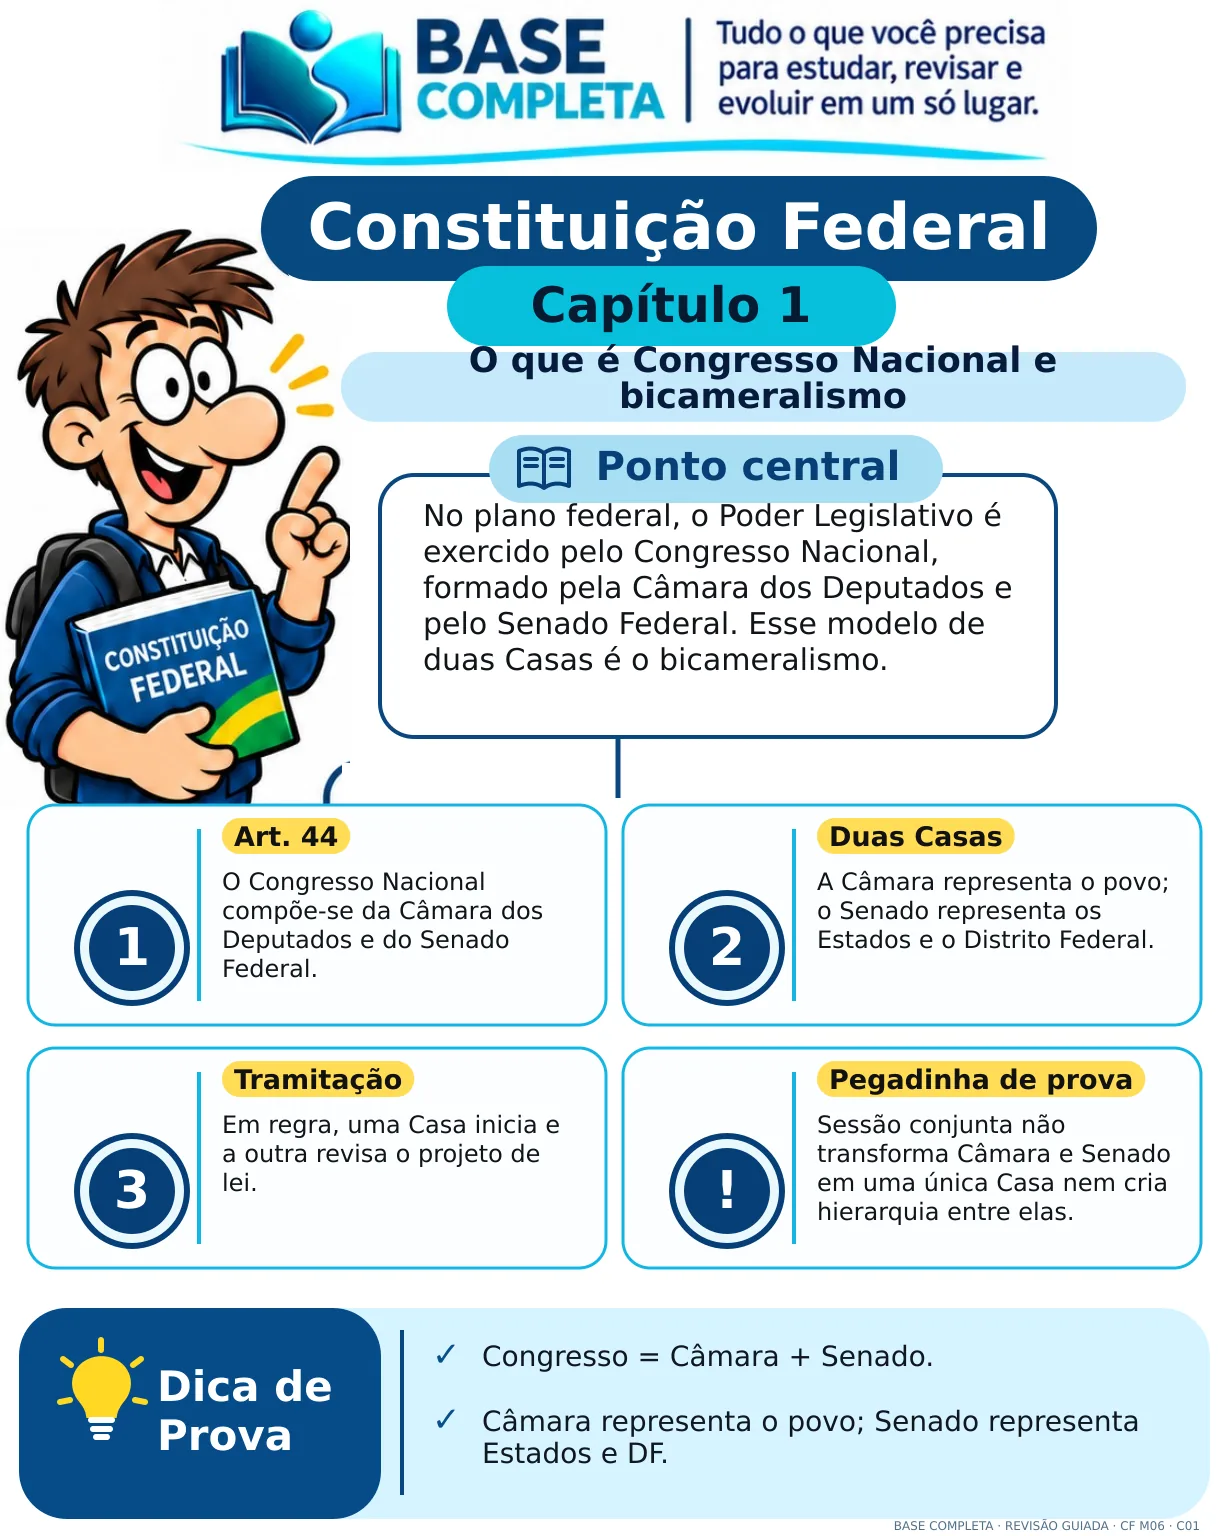 BASE
COMPLETA
Tudo o que você precisa
para estudar, revisar e
evoluir em um só lugar.
Constituição Federal
Capítulo 1
O que é Congresso Nacional e
bicameralismo
Ponto central
No plano federal, o Poder Legislativo é
exercido pelo Congresso Nacional,
formado pela Câmara dos Deputados e
pelo Senado Federal. Esse modelo de
duas Casas é o bicameralismo.
CONSTITUIÇÃO
FEDERAL
1
Art. 44
O Congresso Nacional
compõe-se da Câmara dos
Deputados e do Senado
Federal.
2
Duas Casas
A Câmara representa o povo;
o Senado representa os
Estados e o Distrito Federal.
3
Tramitação
Em regra, uma Casa inicia e
a outra revisa o projeto de
lei.
!
Pegadinha de prova
Sessão conjunta não
transforma Câmara e Senado
em uma única Casa nem cria
hierarquia entre elas.
Dica de
Prova
✓ Congresso = Câmara + Senado.
✓ Câmara representa o povo; Senado representa
Estados e DF.
BASE COMPLETA · REVISÃO GUIADA · CF M06 · C01